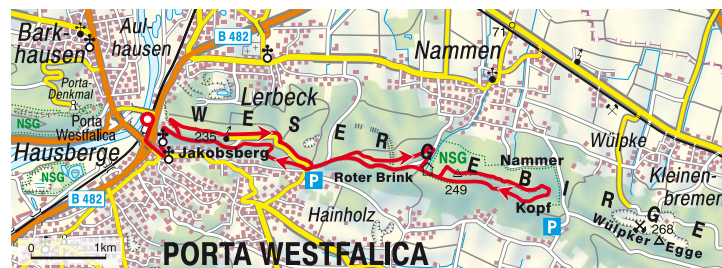 Bark-
hausen
Aul-
hausen
B 482
Nammen
71
Porta-
Denkmal
Lerbeck
NSG
Porta
Westfalica
WESERGEBIRGE
235
Jakobsberg
Hausberge
NSG
B 482
NSG
Nammer
Kopf
249
Roter Brink
P
Hainholz
P
Wülpke
Kleinen-
bremen
268
Wülpker Egge
0 1km
PORTA WESTFALICA